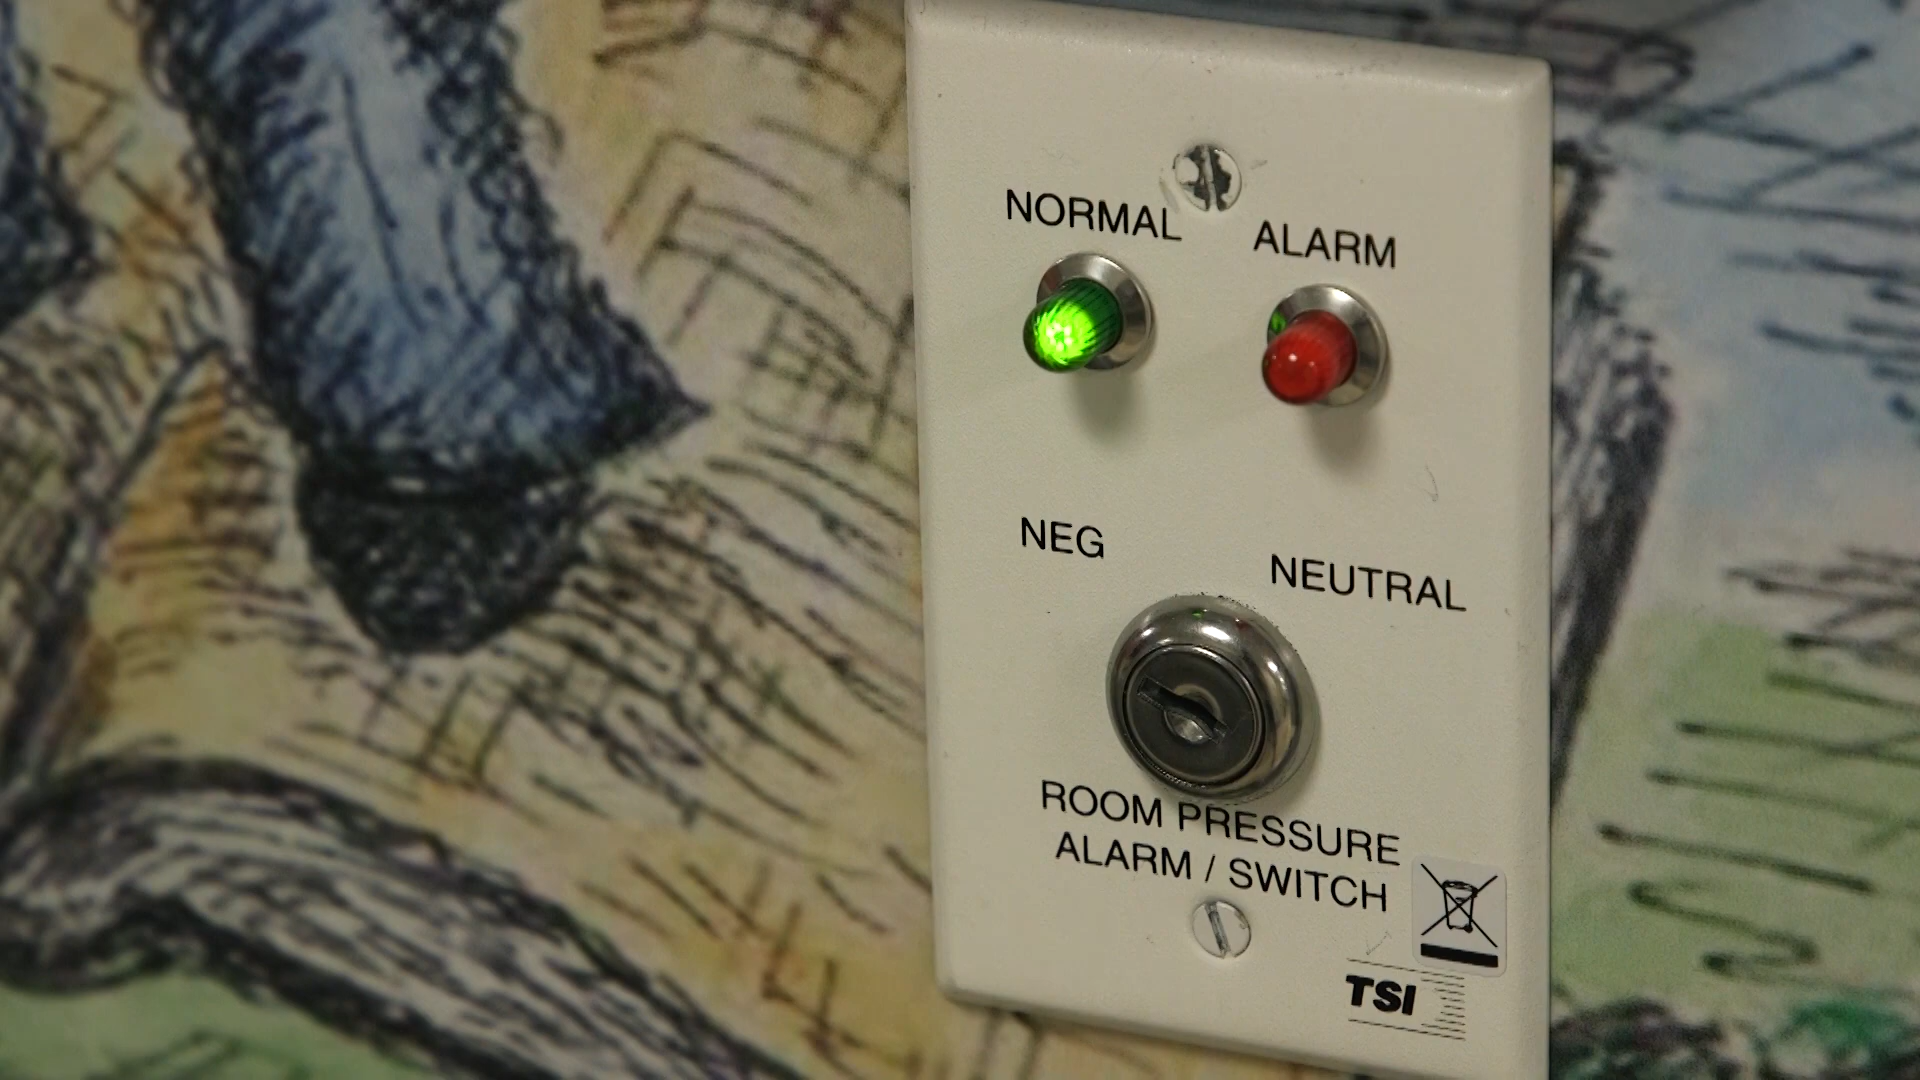 NORMAL
ALARM
NEG
NEUTRAL
ROOM PRESSURE
ALARM / SWITCH
TSI